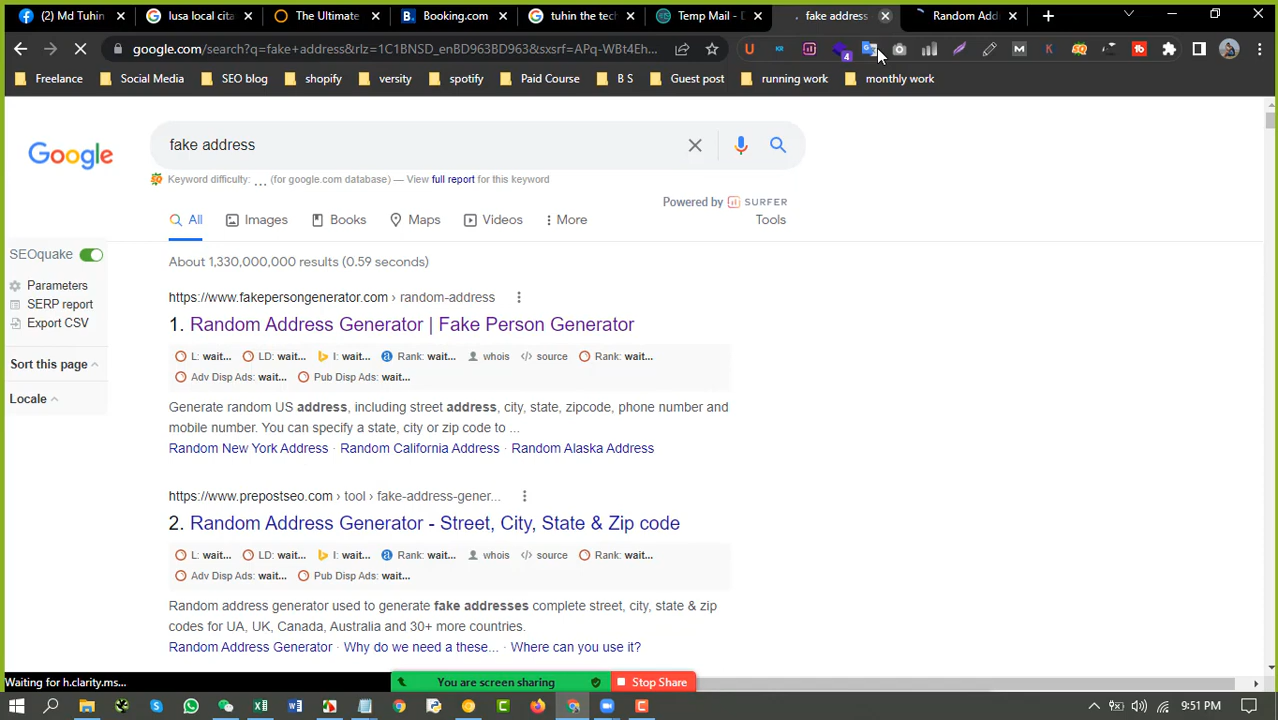 (2) Md Tuhin
lusa local cita
The Ultimate
Booking.com
tuhin the tech
Temp Mail - D
fake address
Random Add
google.com/search?q=fake+address&rlz=1C1BNSD_enBD963BD963&sxsrf=APq-WBt4Eh...
4
Freelance
Social Media
SEO blog
shopify
versity
spotify
Paid Course
B S
Guest post
running work
monthly work
Google
fake address
Keyword difficulty: ... (for google.com database) — View full report for this keyword
Powered by SURFER
All
Images
Books
Maps
Videos
More
Tools
SEOquake
Parameters
SERP report
Export CSV
Sort this page
Locale
About 1,330,000,000 results (0.59 seconds)
https://www.fakepersongenerator.com › random-address
1. Random Address Generator | Fake Person Generator
L: wait... LD: wait... I: wait... Rank: wait... whois source Rank: wait...
Adv Disp Ads: wait... Pub Disp Ads: wait...
Generate random US address, including street address, city, state, zipcode, phone number and
mobile number. You can specify a state, city or zip code to ...
Random New York Address · Random California Address · Random Alaska Address
https://www.prepostseo.com › tool › fake-address-gener...
2. Random Address Generator - Street, City, State & Zip code
L: wait... LD: wait... I: wait... Rank: wait... whois source Rank: wait...
Adv Disp Ads: wait... Pub Disp Ads: wait...
Random address generator used to generate fake addresses complete street, city, state & zip
codes for UA, UK, Canada, Australia and 30+ more countries.
Random Address Generator · Why do we need a these... · Where can you use it?
Waiting for h.clarity.ms...
You are screen sharing
Stop Share
9:51 PM